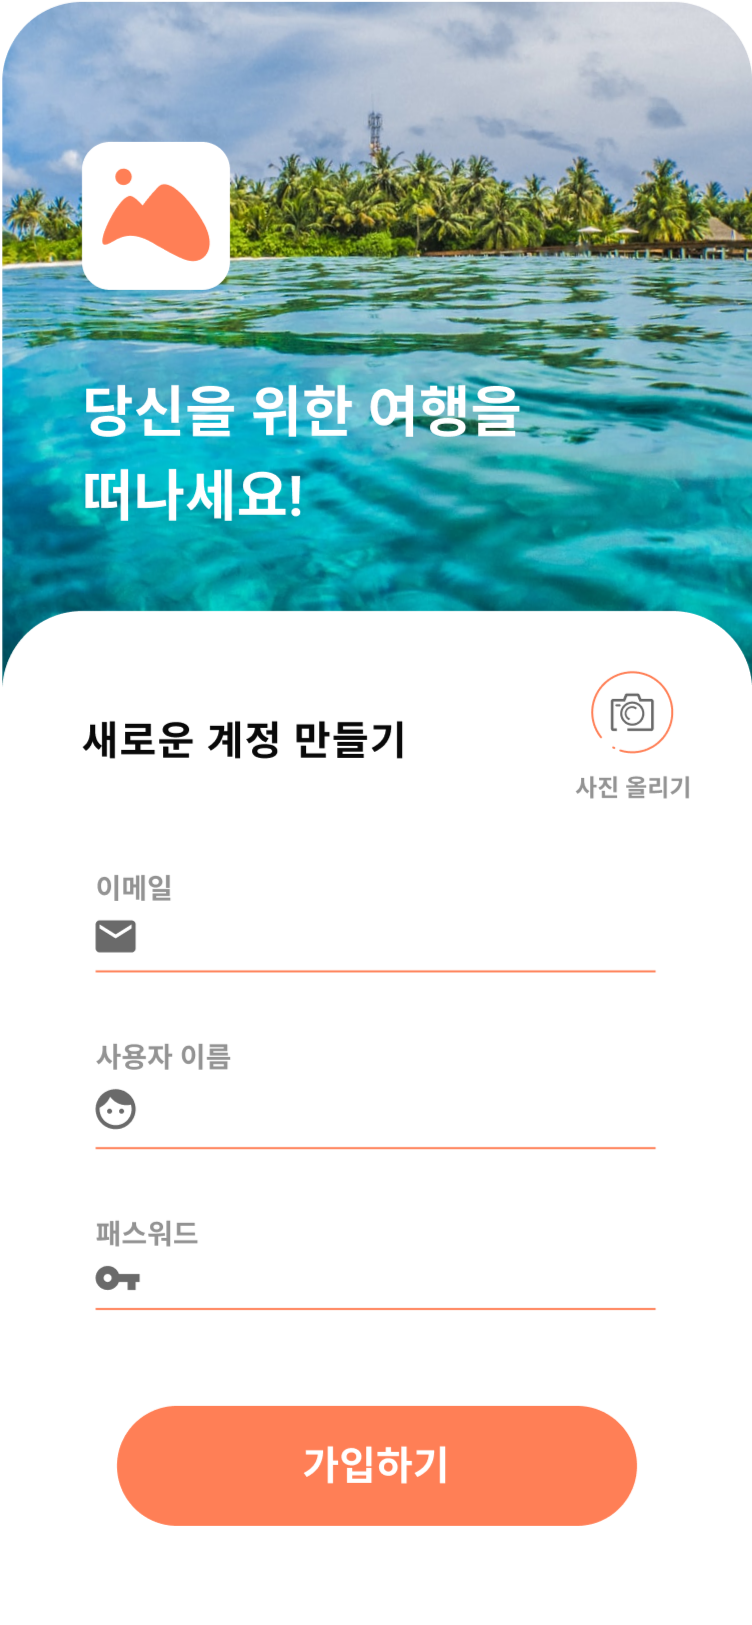 당신을 위한 여행을
떠나세요!
새로운 계정 만들기
사진 올리기
이메일
사용자 이름
패스워드
가입하기